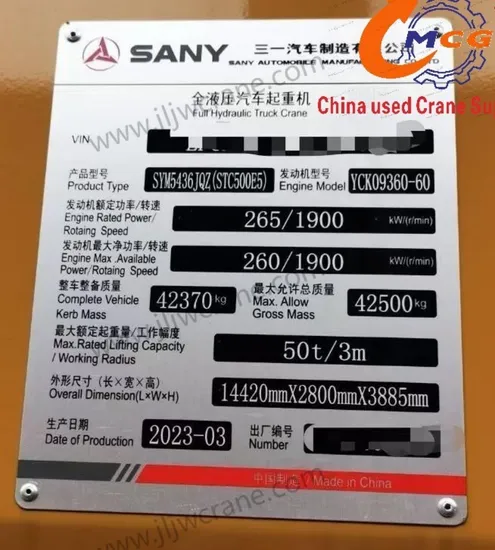 SANY
三一汽车制造有限公司
SANY AUTOMOBILE MANUFACTURING CO., LTD
MCG
China used Crane Su
全液压汽车起重机
Full Hydraulic Truck Crane
VIN
产品型号
Product Type
SYM5436JQZ(STC500E5)
发动机型号
Engine Model
YCK09360-60
发动机额定功率/转速
Engine Rated Power/
Rotaing Speed
265/1900
kW/(r/min)
发动机最大净功率/转速
Engine Max .Available
Power/Rotaing Speed
260/1900
kW/(r/min)
整车整备质量
Complete Vehicle
Kerb Mass
42370kg
最大允许总质量
Max. Allow
Gross Mass
42500kg
最大额定起重量/工作幅度
Max.Rated Lifting Capacity
/ Working Radius
50t/3m
外形尺寸 (长×宽×高)
Overall Dimension(L×W×H)
14420mmX2800mmX3885mm
生产日期
Date of Production
2023-03
出厂编号
Number
中国制造 / Made in China
www.jljwcrane.com
www.jljwcrane.com
www.jljwcrane.com